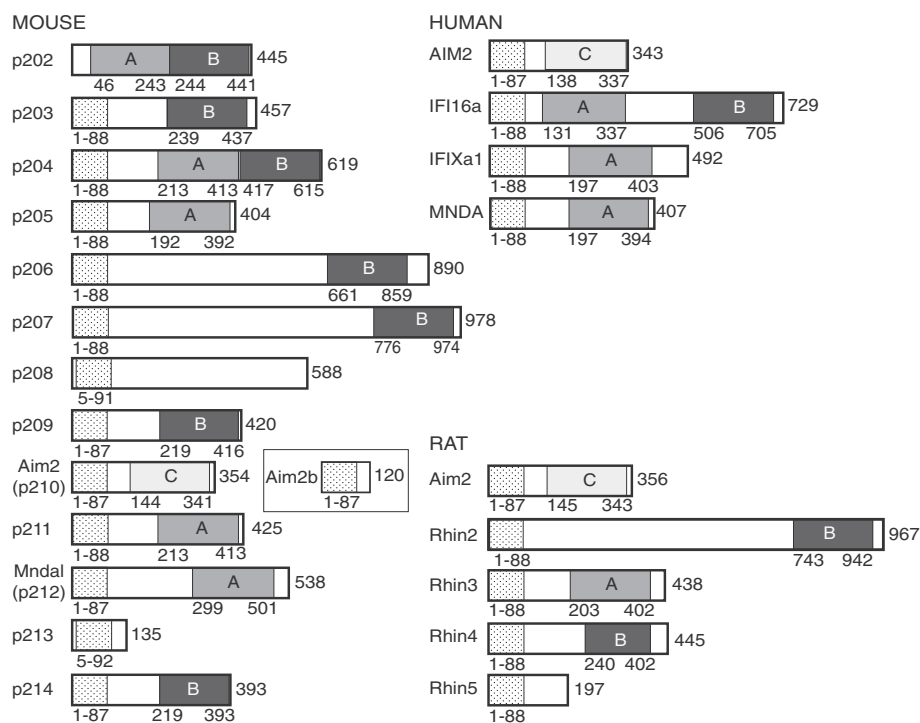 MOUSE
p202 A B 445
46 243 244 441
p203 B 457
1-88 239 437
p204 A B 619
1-88 213 413 417 615
p205 A 404
1-88 192 392
p206 B 890
1-88 661 859
p207 B 978
1-88 776 974
p208 588
5-91
p209 B 420
1-87 219 416
Aim2 (p210) C 354
1-87 144 341
Aim2b 120
1-87
p211 A 425
1-88 213 413
Mndal (p212) A 538
1-87 299 501
p213 135
5-92
p214 B 393
1-87 219 393
HUMAN
AIM2 C 343
1-87 138 337
IFI16a A B 729
1-88 131 337 506 705
IFIXa1 A 492
1-88 197 403
MNDA A 407
1-88 197 394
RAT
Aim2 C 356
1-87 145 343
Rhin2 B 967
1-88 743 942
Rhin3 A 438
1-88 203 402
Rhin4 B 445
1-88 240 402
Rhin5 197
1-88